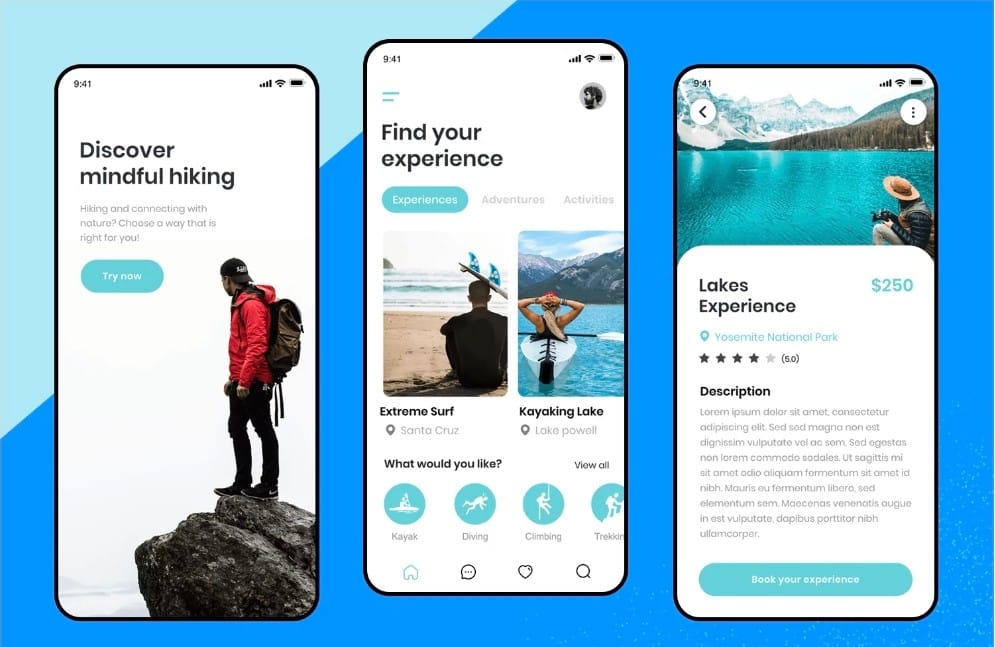 9:41
Discover
mindful hiking
Hiking and connecting with
nature? Choose a way that is
right for you!
Try now
9:41
Find your
experience
Experiences
Adventures
Activities
Extreme Surf
Santa Cruz
Kayaking Lake
Lake powell
What would you like?
View all
Kayak
Diving
Climbing
Trekkin
9:41
Lakes
Experience
$250
Yosemite National Park
(5.0)
Description
Lorem ipsum dolor sit amet, consectetur
adipiscing elit. Sed sed magna non est
dignissim vulputate vel ac sem. Sed egestas
non lorem commodo sodales. Ut sagittis mi
sit amet odio aliquam fermentum sit amet id
nibh. Mauris eu fermentum libero, sed
elementum sem. Maecenas venenatis augue
in est vulputate, dapibus porttitor nibh
ullamcorper.
Book your experience